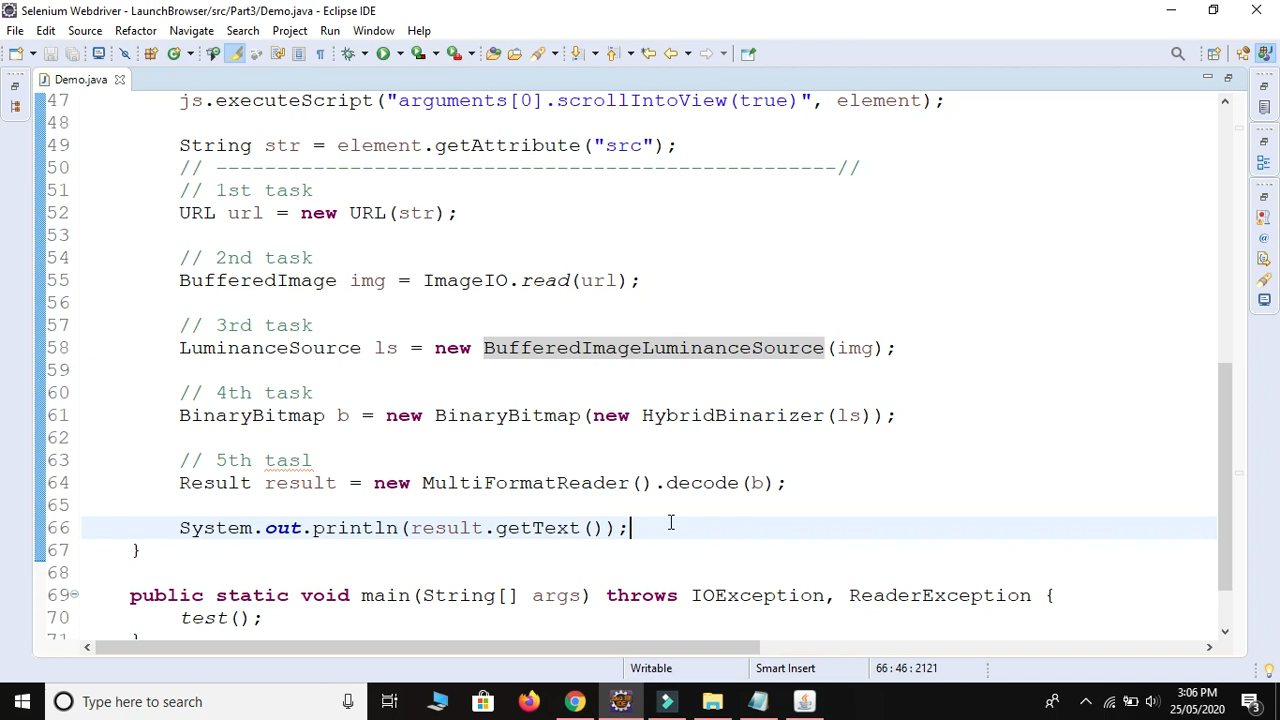 Selenium Webdriver - LaunchBrowser/src/Part3/Demo.java - Eclipse IDE
File Edit Source Refactor Navigate Search Project Run Window Help
Demo.java
47 js.executeScript("arguments[0].scrollIntoView(true)", element);
48
49 String str = element.getAttribute("src");
50 // ---------------------------------------------------//
51 // 1st task
52 URL url = new URL(str);
53
54 // 2nd task
55 BufferedImage img = ImageIO.read(url);
56
57 // 3rd task
58 LuminanceSource ls = new BufferedImageLuminanceSource(img);
59
60 // 4th task
61 BinaryBitmap b = new BinaryBitmap(new HybridBinarizer(ls));
62
63 // 5th tasl
64 Result result = new MultiFormatReader().decode(b);
65
66 System.out.println(result.getText());
67 }
68
69 public static void main(String[] args) throws IOException, ReaderException {
70 test();
71 }
Writable Smart Insert 66 : 46 : 2121
Type here to search
3:06 PM
25/05/2020
3